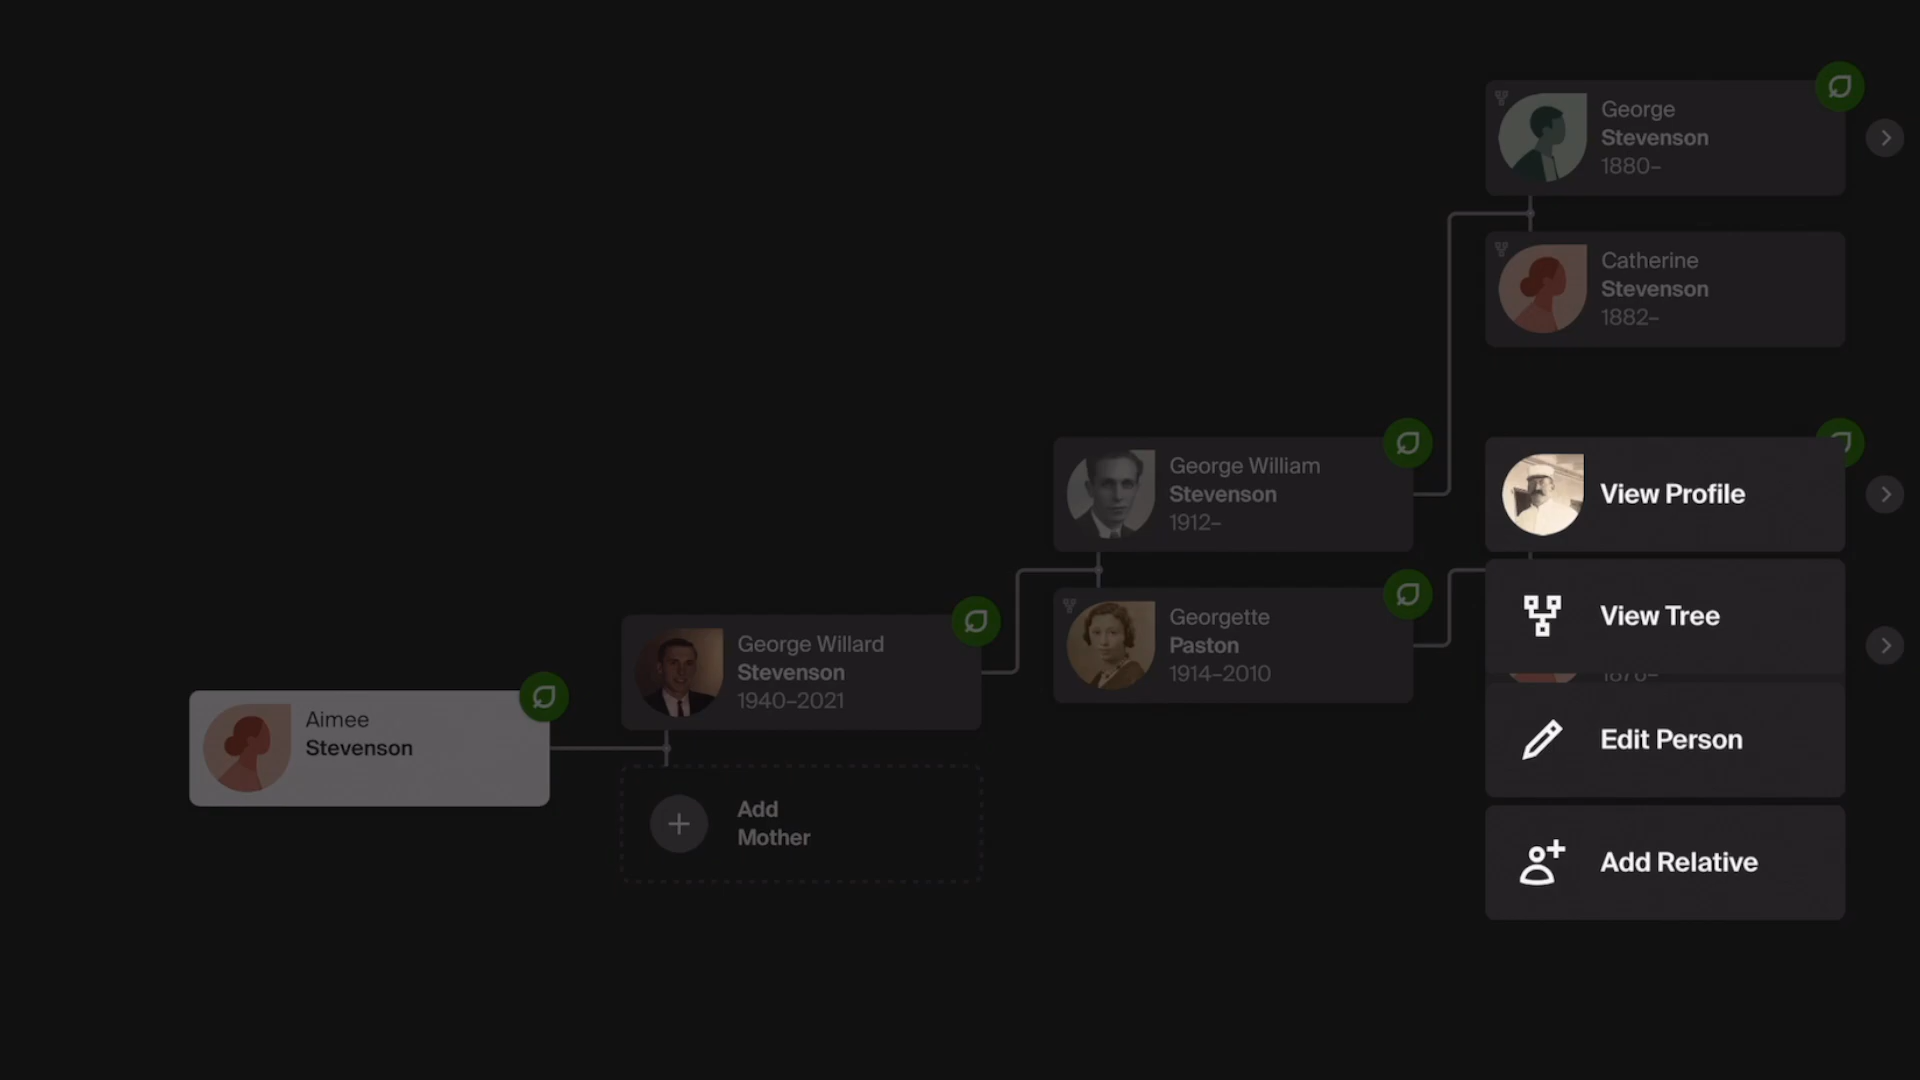 George
Stevenson
1880–
Catherine
Stevenson
1882–
George William
Stevenson
1912–
View Profile
Georgette
Paston
1914–2010
View Tree
George Willard
Stevenson
1940–2021
Aimee
Stevenson
Edit Person
Add
Mother
Add Relative